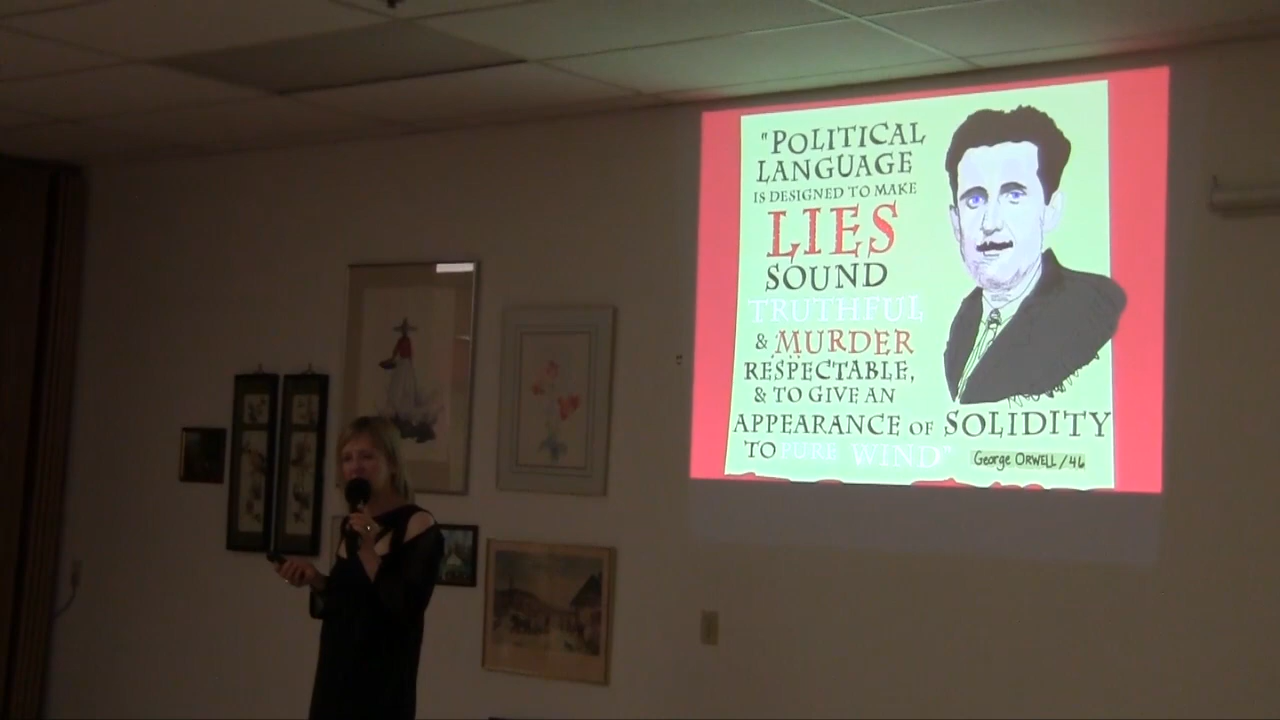 "POLITICAL
LANGUAGE
IS DESIGNED TO MAKE
LIES
SOUND
TRUTHFUL
& MURDER
RESPECTABLE,
& TO GIVE AN
APPEARANCE OF SOLIDITY
TO PURE WIND"
George ORWELL / 46